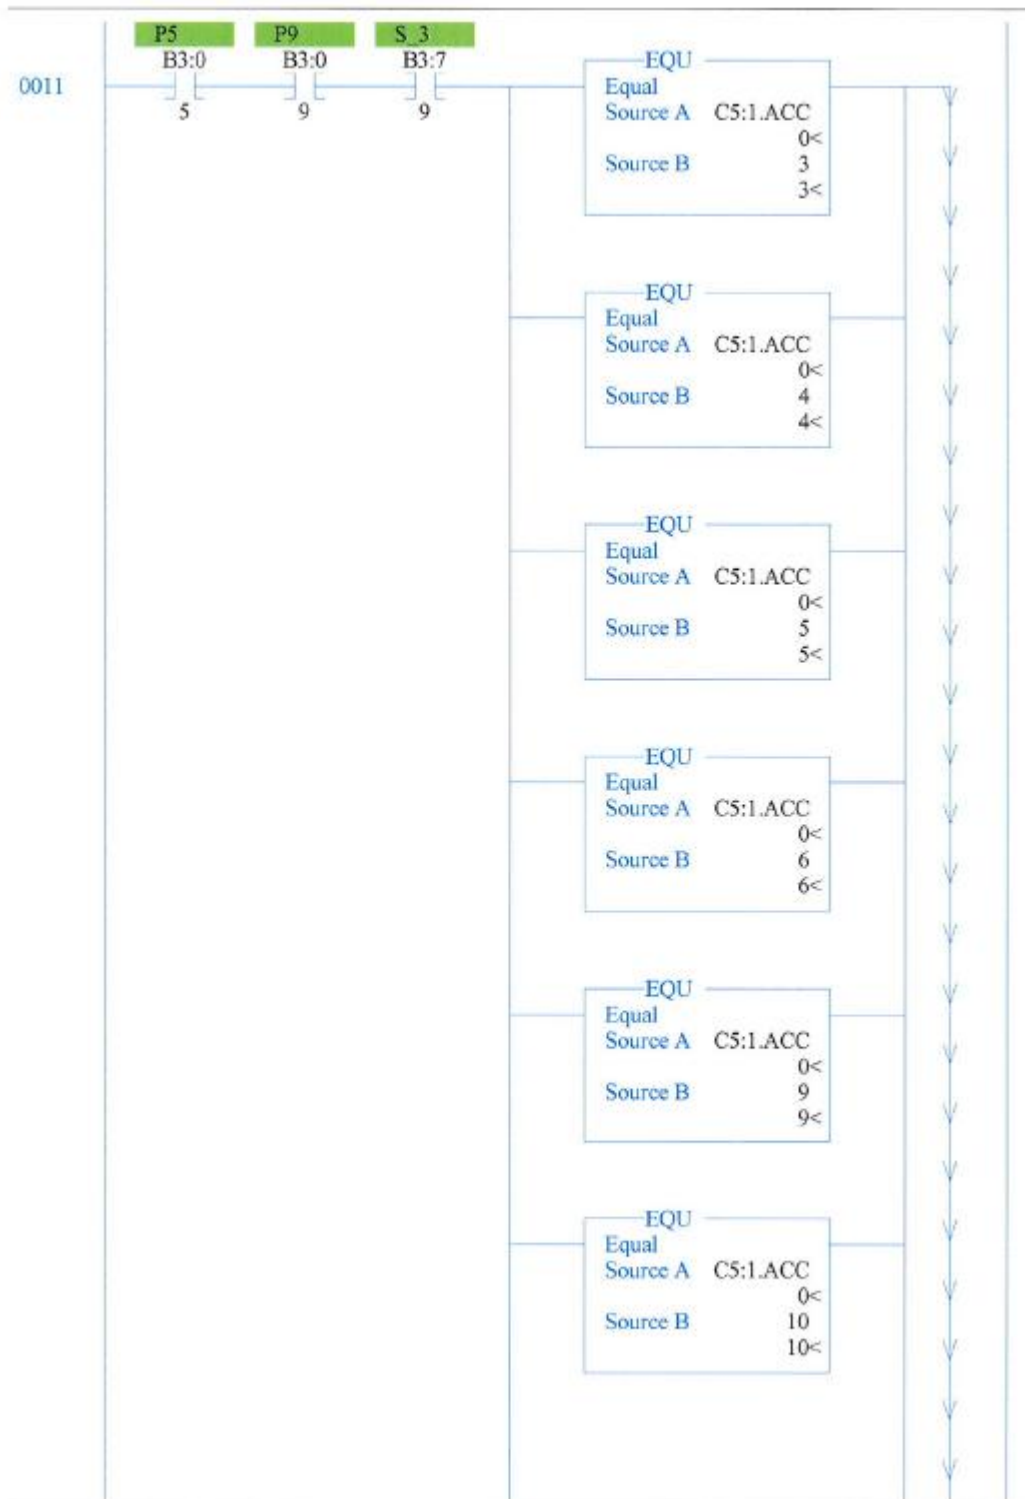 P5 P9 S_3
B3:0 B3:0 B3:7
0011
5 9 9
EQU
Equal
Source A C5:1.ACC
0<
Source B 3
3<
EQU
Equal
Source A C5:1.ACC
0<
Source B 4
4<
EQU
Equal
Source A C5:1.ACC
0<
Source B 5
5<
EQU
Equal
Source A C5:1.ACC
0<
Source B 6
6<
EQU
Equal
Source A C5:1.ACC
0<
Source B 9
9<
EQU
Equal
Source A C5:1.ACC
0<
Source B 10
10<